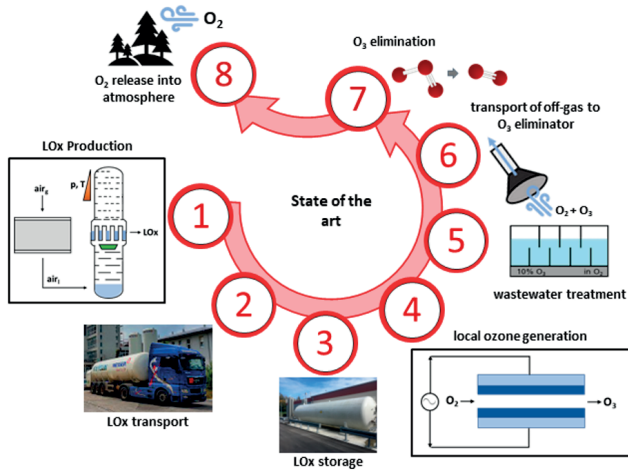 O₂
O₂ release into
atmosphere
8
O₃ elimination
7
transport of off-gas to
O₃ eliminator
6
O₂ + O₃
LOx Production
p, T
airg
LOx
airl
1
State of the
art
5
10% O₃
in O₂
wastewater treatment
2
3
4
local ozone generation
O₂
O₃
LOx transport
LOx storage